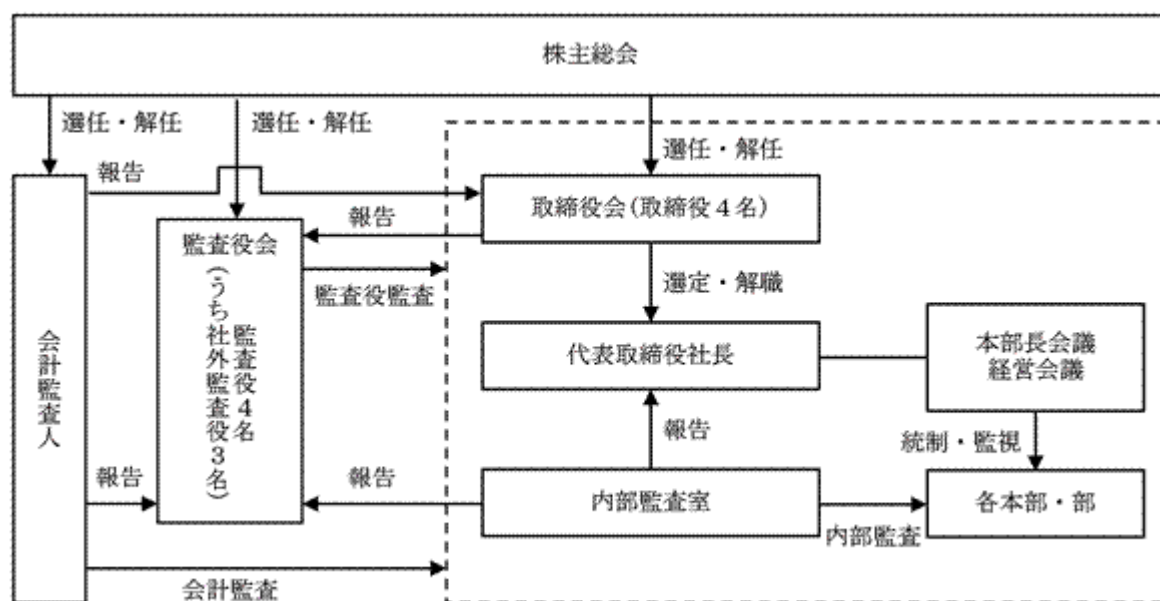 株主総会
選任・解任
選任・解任
選任・解任
報告
取締役会(取締役4名)
報告
監査役会
監査役4名
(うち社外監査役3名)
監査役監査
選定・解職
会計監査人
代表取締役社長
本部長会議
経営会議
報告
統制・監視
報告
報告
内部監査室
各本部・部
内部監査
会計監査